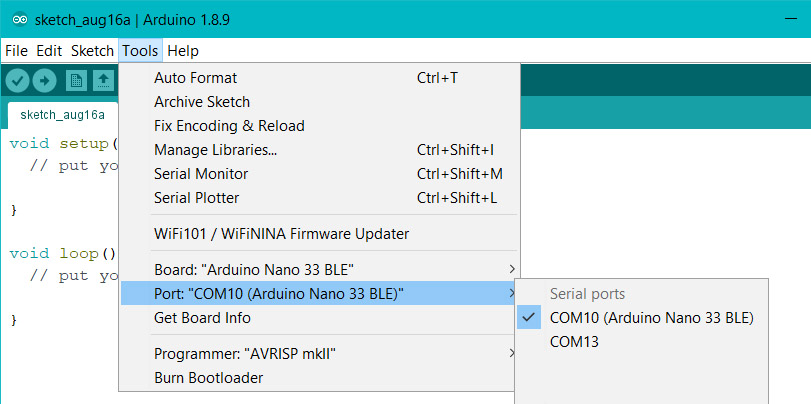 sketch_aug16a | Arduino 1.8.9
File Edit Sketch Tools Help
sketch_aug16a
void setup(
// put yo
}
void loop()
// put yo
}
Auto Format Ctrl+T
Archive Sketch
Fix Encoding & Reload
Manage Libraries... Ctrl+Shift+I
Serial Monitor Ctrl+Shift+M
Serial Plotter Ctrl+Shift+L
WiFi101 / WiFiNINA Firmware Updater
Board: "Arduino Nano 33 BLE"
Port: "COM10 (Arduino Nano 33 BLE)"
Get Board Info
Programmer: "AVRISP mkII"
Burn Bootloader
Serial ports
COM10 (Arduino Nano 33 BLE)
COM13